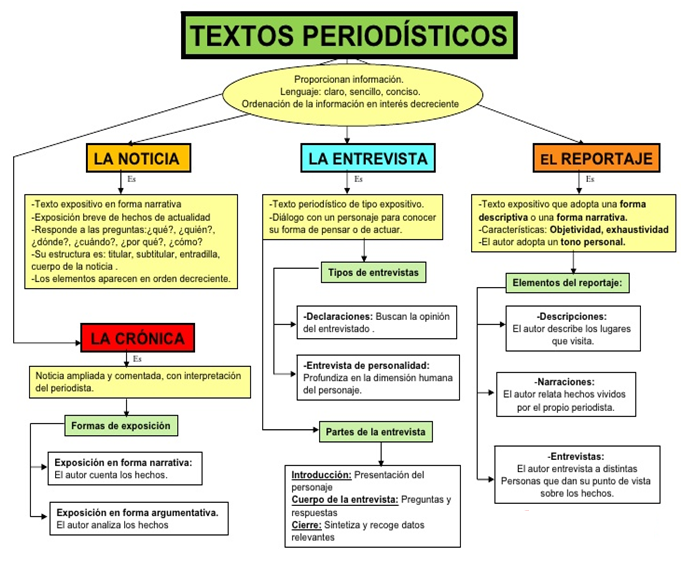 TEXTOS PERIODÍSTICOS
Proporcionan información.
Lenguaje: claro, sencillo, conciso.
Ordenación de la información en interés decreciente
LA NOTICIA
Es
-Texto expositivo en forma narrativa
-Exposición breve de hechos de actualidad
-Responde a las preguntas:¿qué?, ¿quién?,
¿dónde?, ¿cuándo?, ¿por qué?, ¿cómo?
-Su estructura es: titular, subtitular, entradilla,
cuerpo de la noticia .
-Los elementos aparecen en orden decreciente.
LA CRÓNICA
Es
Noticia ampliada y comentada, con interpretación
del periodista.
Formas de exposición
Exposición en forma narrativa:
El autor cuenta los hechos.
Exposición en forma argumentativa.
El autor analiza los hechos
LA ENTREVISTA
Es
-Texto periodístico de tipo expositivo.
-Diálogo con un personaje para conocer
su forma de pensar o de actuar.
Tipos de entrevistas
-Declaraciones: Buscan la opinión
del entrevistado .
-Entrevista de personalidad:
Profundiza en la dimensión humana
del personaje.
Partes de la entrevista
Introducción: Presentación del
personaje
Cuerpo de la entrevista: Preguntas y
respuestas
Cierre: Sintetiza y recoge datos
relevantes
EL REPORTAJE
Es
-Texto expositivo que adopta una forma
descriptiva o una forma narrativa.
-Características: Objetividad, exhaustividad
-El autor adopta un tono personal.
Elementos del reportaje:
-Descripciones:
El autor describe los lugares
que visita.
-Narraciones:
El autor relata hechos vividos
por el propio periodista.
-Entrevistas:
El autor entrevista a distintas
Personas que dan su punto de vista
sobre los hechos.